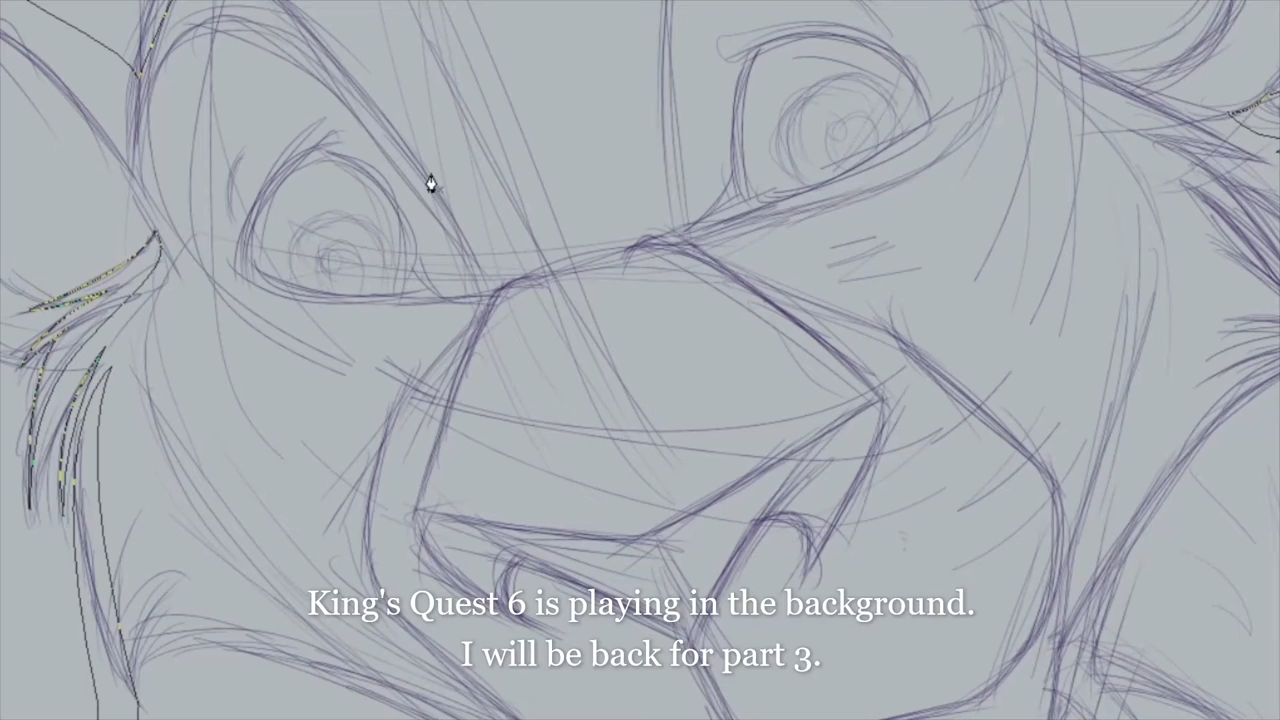 King's Quest 6 is playing in the background.
I will be back for part 3.